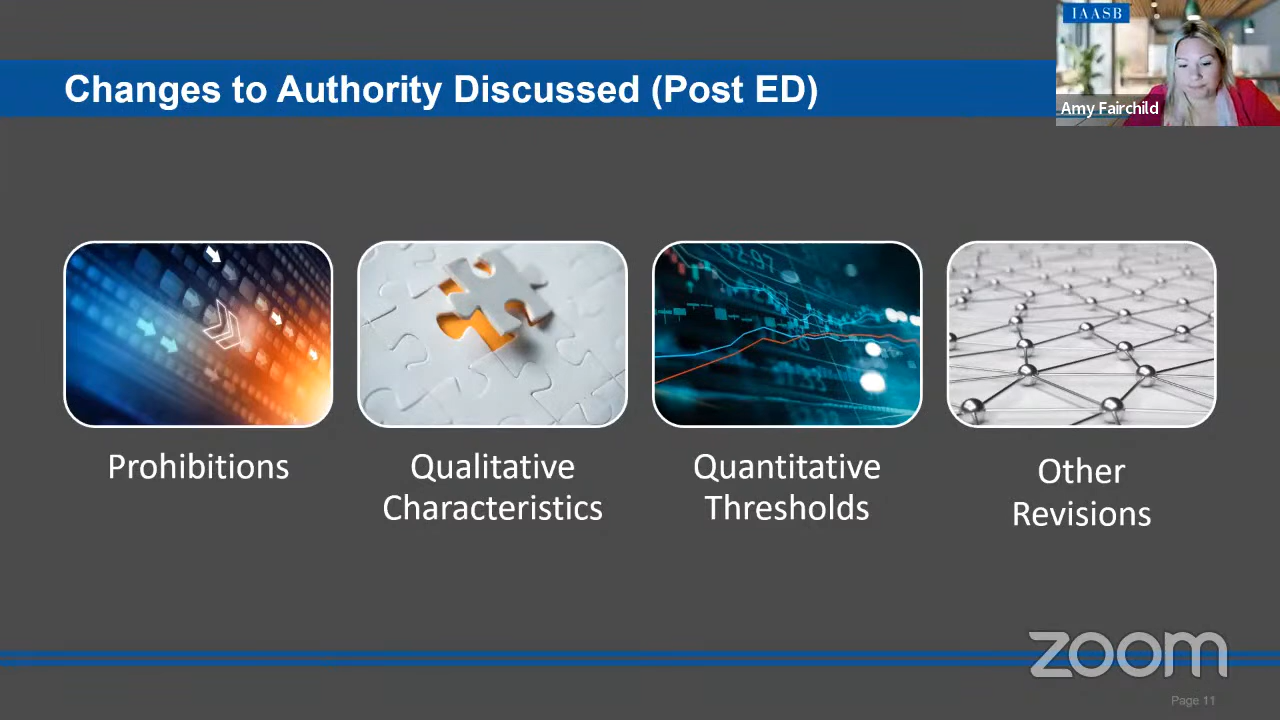 IAASB
Changes to Authority Discussed (Post ED)
Amy Fairchild
Prohibitions
Qualitative
Characteristics
Quantitative
Thresholds
Other
Revisions
zoom
Page 11